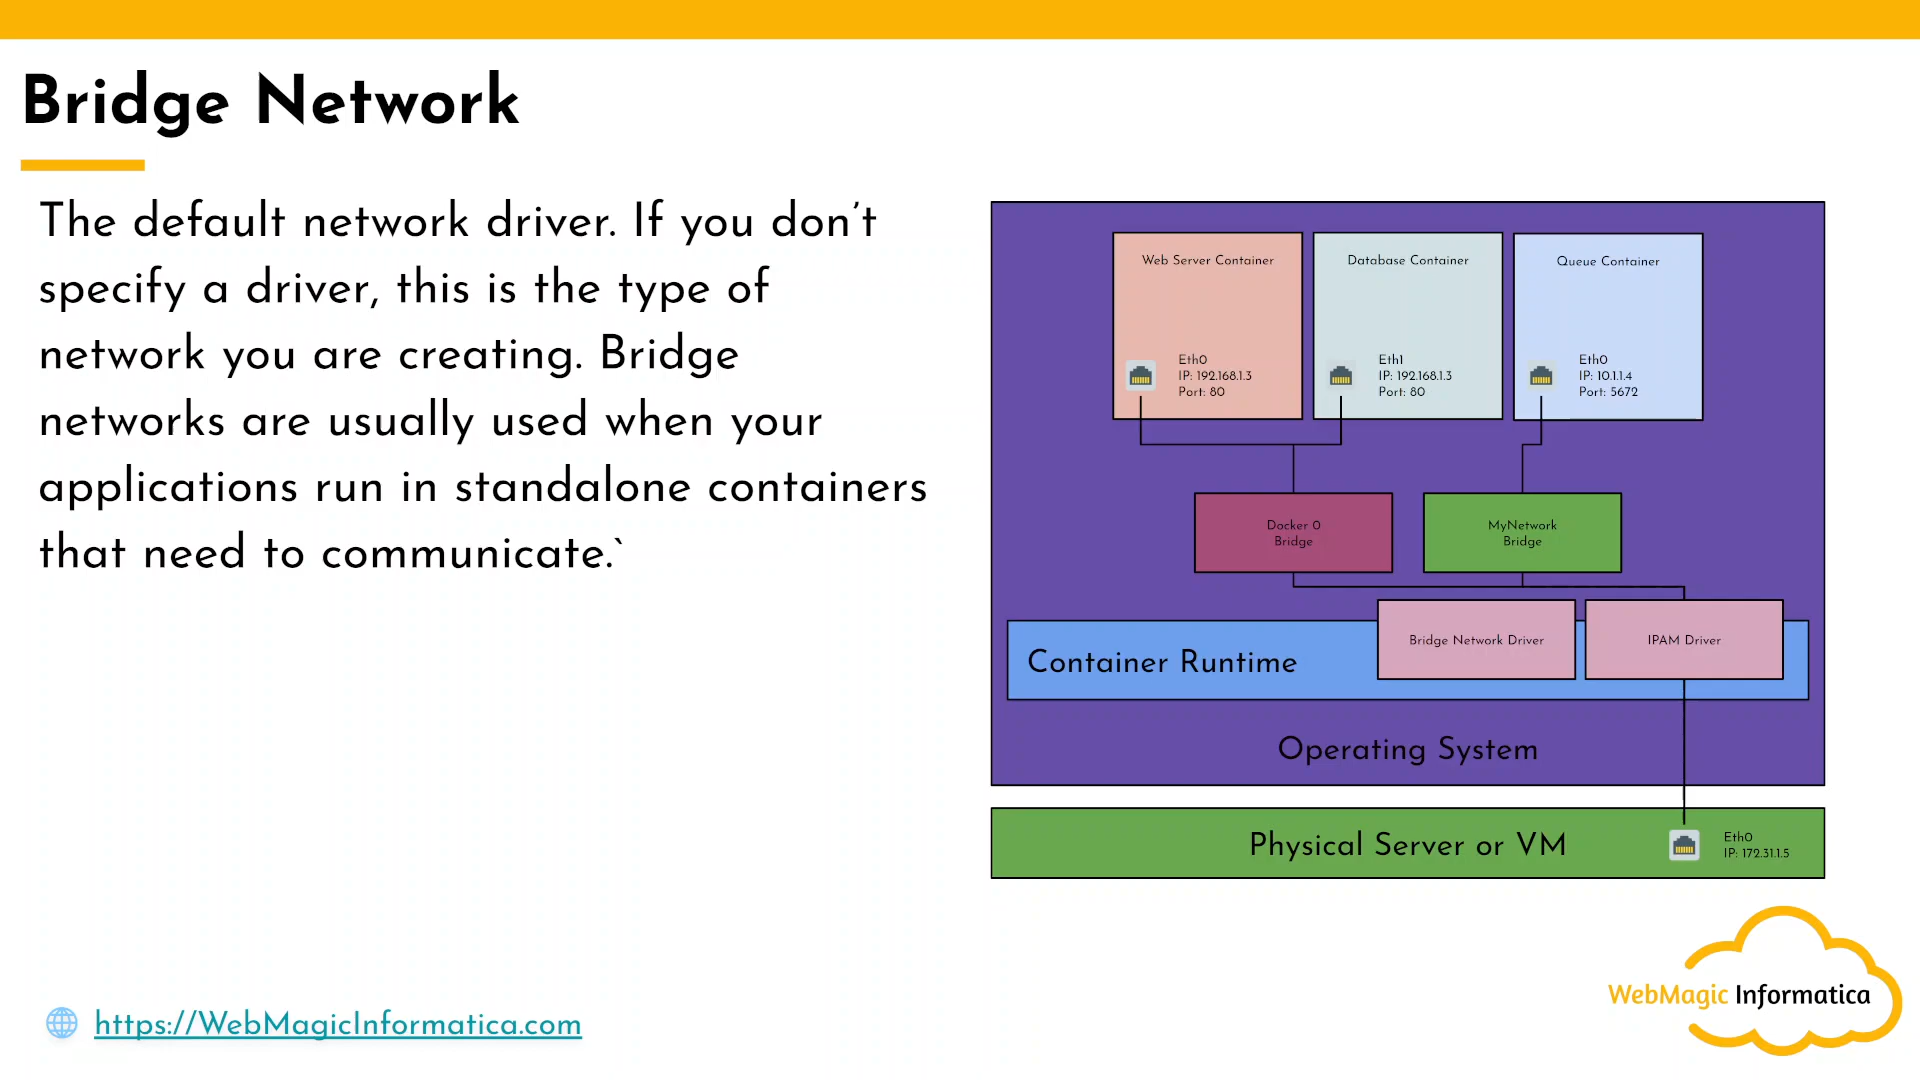 Bridge Network
The default network driver. If you don’t
specify a driver, this is the type of
network you are creating. Bridge
networks are usually used when your
applications run in standalone containers
that need to communicate.`
Web Server Container
Eth0
IP: 192.168.1.3
Port: 80
Database Container
Eth1
IP: 192.168.1.3
Port: 80
Queue Container
Eth0
IP: 10.1.1.4
Port: 5672
Docker 0
Bridge
MyNetwork
Bridge
Container Runtime
Bridge Network Driver
IPAM Driver
Operating System
Physical Server or VM
Eth0
IP: 172.31.1.5
https://WebMagicInformatica.com
WebMagic Informatica